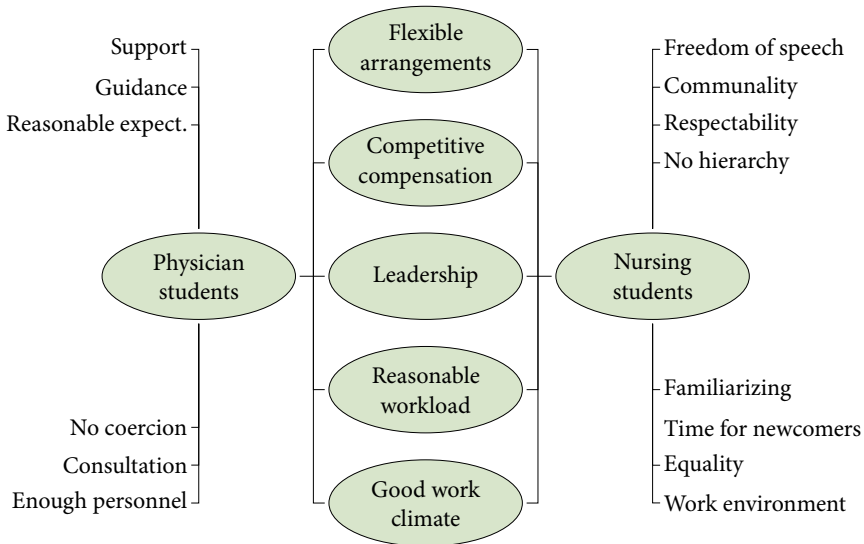 Support
Guidance
Reasonable expect.
Physician
students
No coercion
Consultation
Enough personnel
Flexible
arrangements
Competitive
compensation
Leadership
Reasonable
workload
Good work
climate
Freedom of speech
Communality
Respectability
No hierarchy
Nursing
students
Familiarizing
Time for newcomers
Equality
Work environment